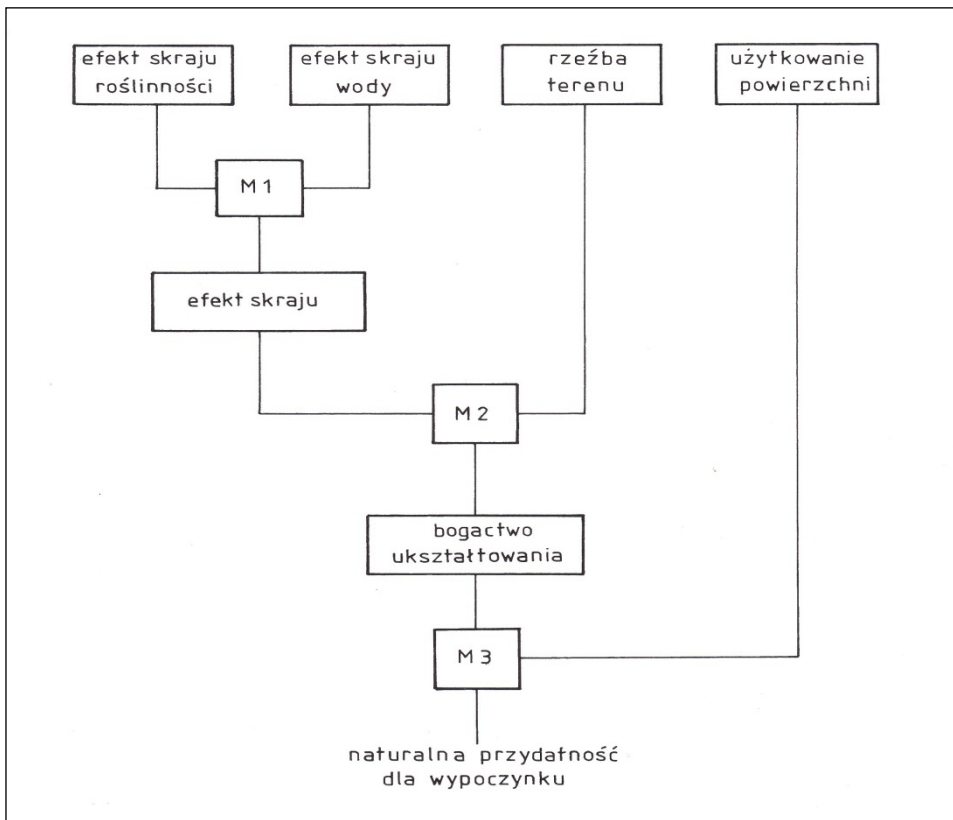 efekt skraju
roślinności
efekt skraju
wody
rzeźba
terenu
użytkowanie
powierzchni
M 1
efekt skraju
M 2
bogactwo
ukształtowania
M 3
naturalna przydatność
dla wypoczynku